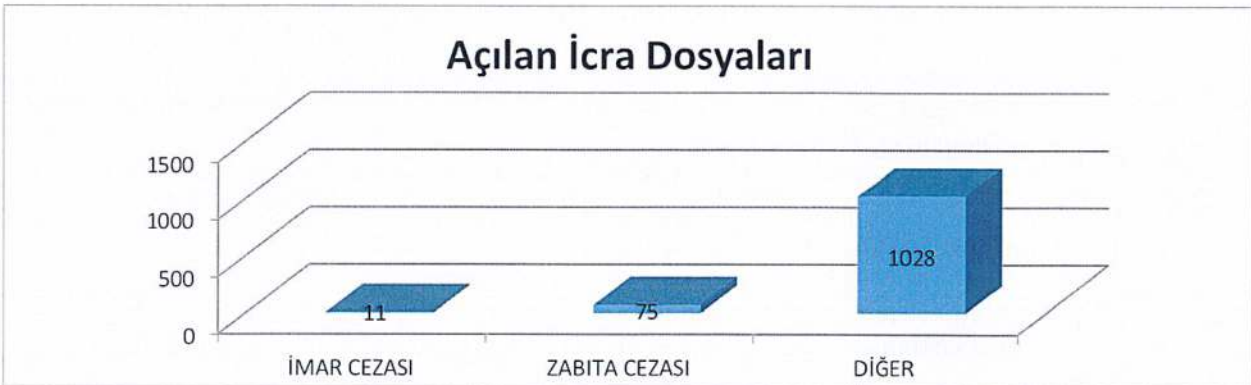 Açılan İcra Dosyaları
1500
1000
500
0
11
75
1028
İMAR CEZASI
ZABITA CEZASI
DİĞER